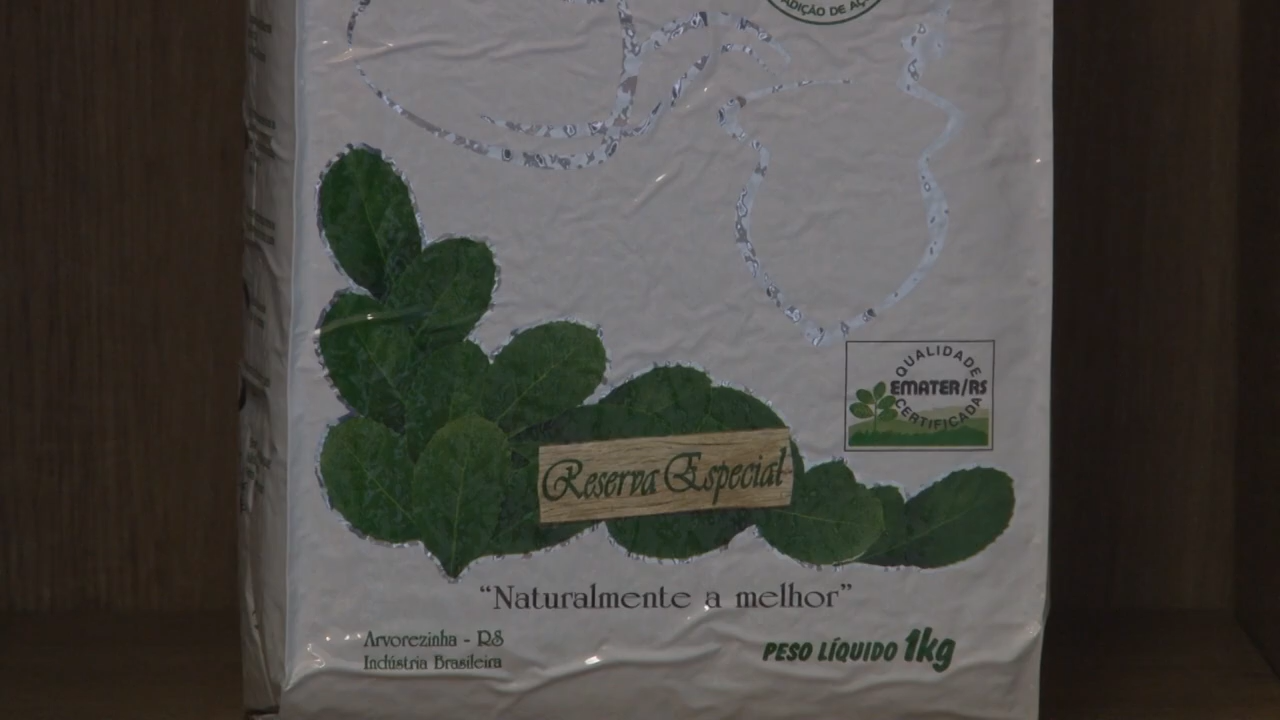 QUALIDADE
EMATER/RS
CERTIFICADA
Reserva Especial
“Naturalmente a melhor”
Arvorezinha - RS
Indústria Brasileira
PESO LÍQUIDO 1kg